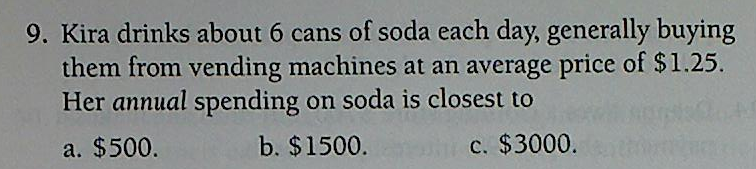 9. Kira drinks about 6 cans of soda each day, generally buying
them from vending machines at an average price of $1.25.
Her annual spending on soda is closest to
a. $500. b. $1500. c. $3000.